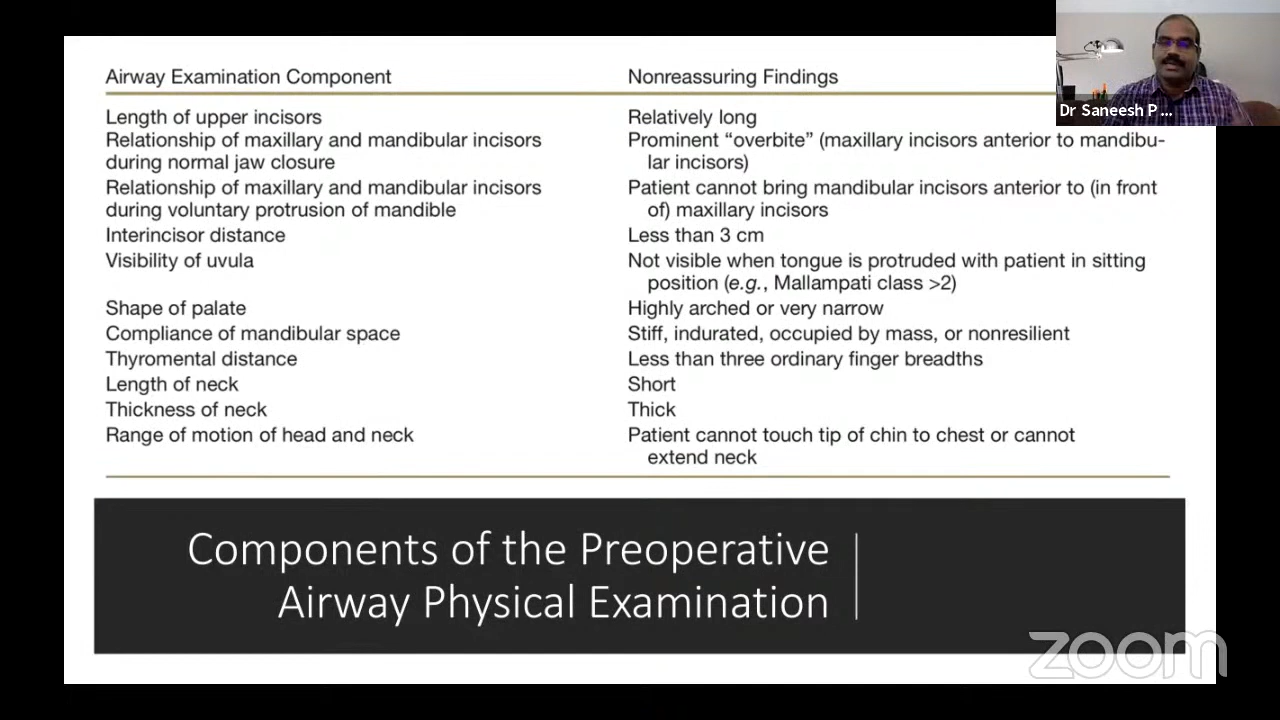 Airway Examination Component Nonreassuring Findings
Length of upper incisors Relatively long
Relationship of maxillary and mandibular incisors Prominent “overbite” (maxillary incisors anterior to mandibu-
during normal jaw closure lar incisors)
Relationship of maxillary and mandibular incisors Patient cannot bring mandibular incisors anterior to (in front
during voluntary protrusion of mandible of) maxillary incisors
Interincisor distance Less than 3 cm
Visibility of uvula Not visible when tongue is protruded with patient in sitting
position (e.g., Mallampati class >2)
Shape of palate Highly arched or very narrow
Compliance of mandibular space Stiff, indurated, occupied by mass, or nonresilient
Thyromental distance Less than three ordinary finger breadths
Length of neck Short
Thickness of neck Thick
Range of motion of head and neck Patient cannot touch tip of chin to chest or cannot
extend neck
Components of the Preoperative
Airway Physical Examination
Dr Saneesh P ...
zoom